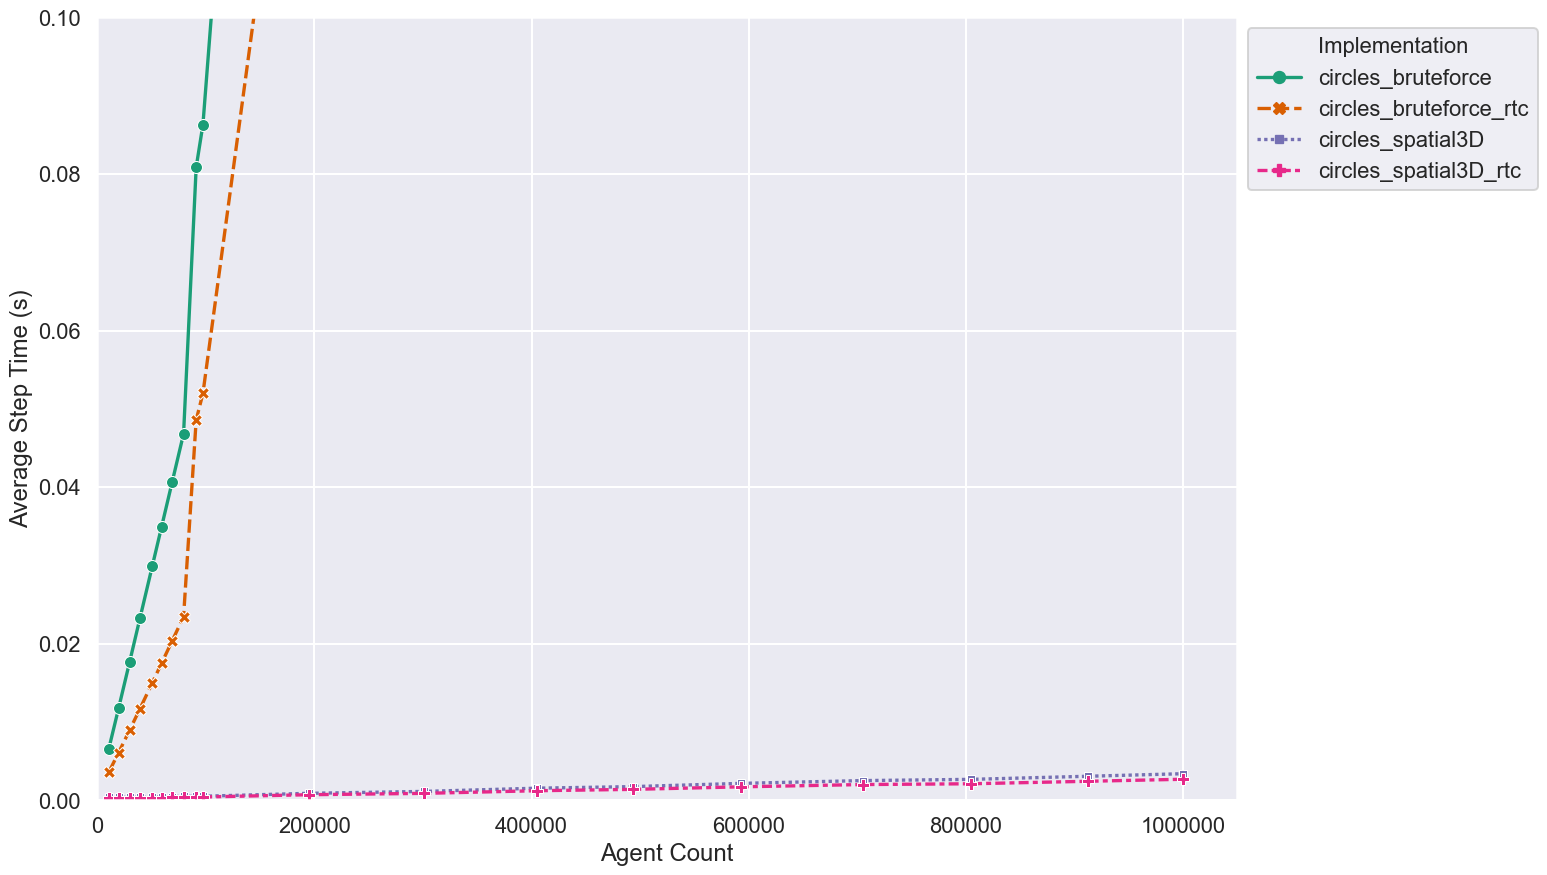 0.10
0.08
0.06
0.04
0.02
0.00
Average Step Time (s)
0
200000
400000
600000
800000
1000000
Agent Count
Implementation
circles_bruteforce
circles_bruteforce_rtc
circles_spatial3D
circles_spatial3D_rtc